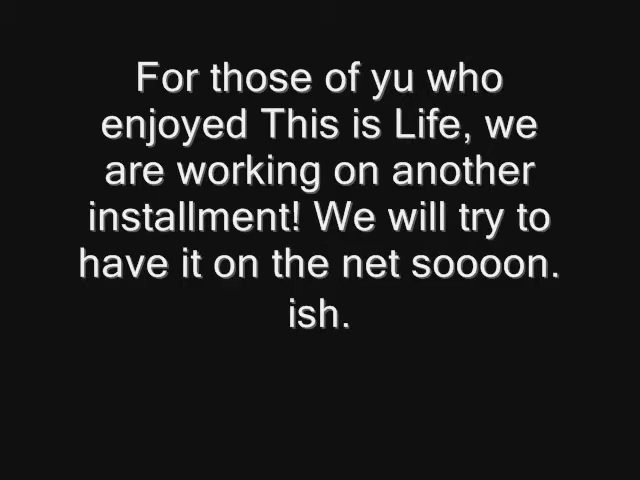 For those of yu who
enjoyed This is Life, we
are working on another
installment! We will try to
have it on the net soooon.
ish.